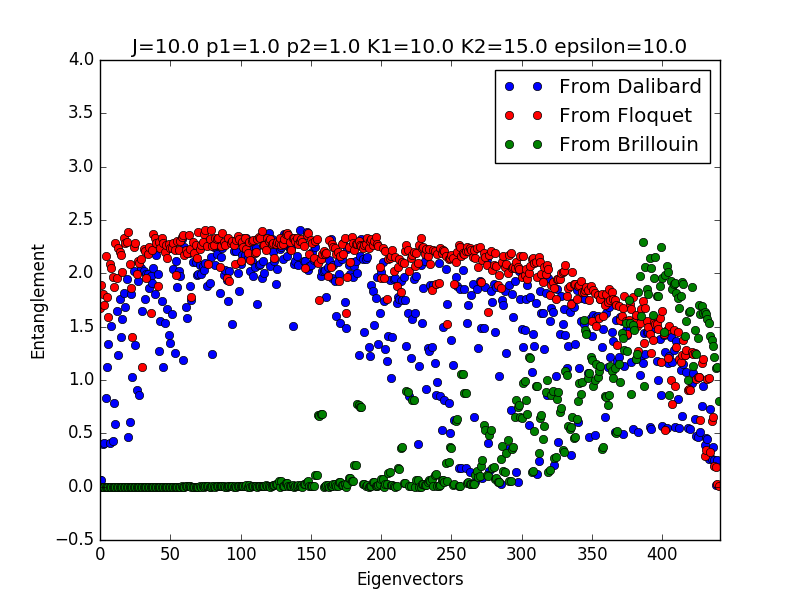 J=10.0 p1=1.0 p2=1.0 K1=10.0 K2=15.0 epsilon=10.0
4.0
3.5
3.0
2.5
2.0
1.5
1.0
0.5
0.0
−0.5
Entanglement
From Dalibard
From Floquet
From Brillouin
0 50 100 150 200 250 300 350 400
Eigenvectors